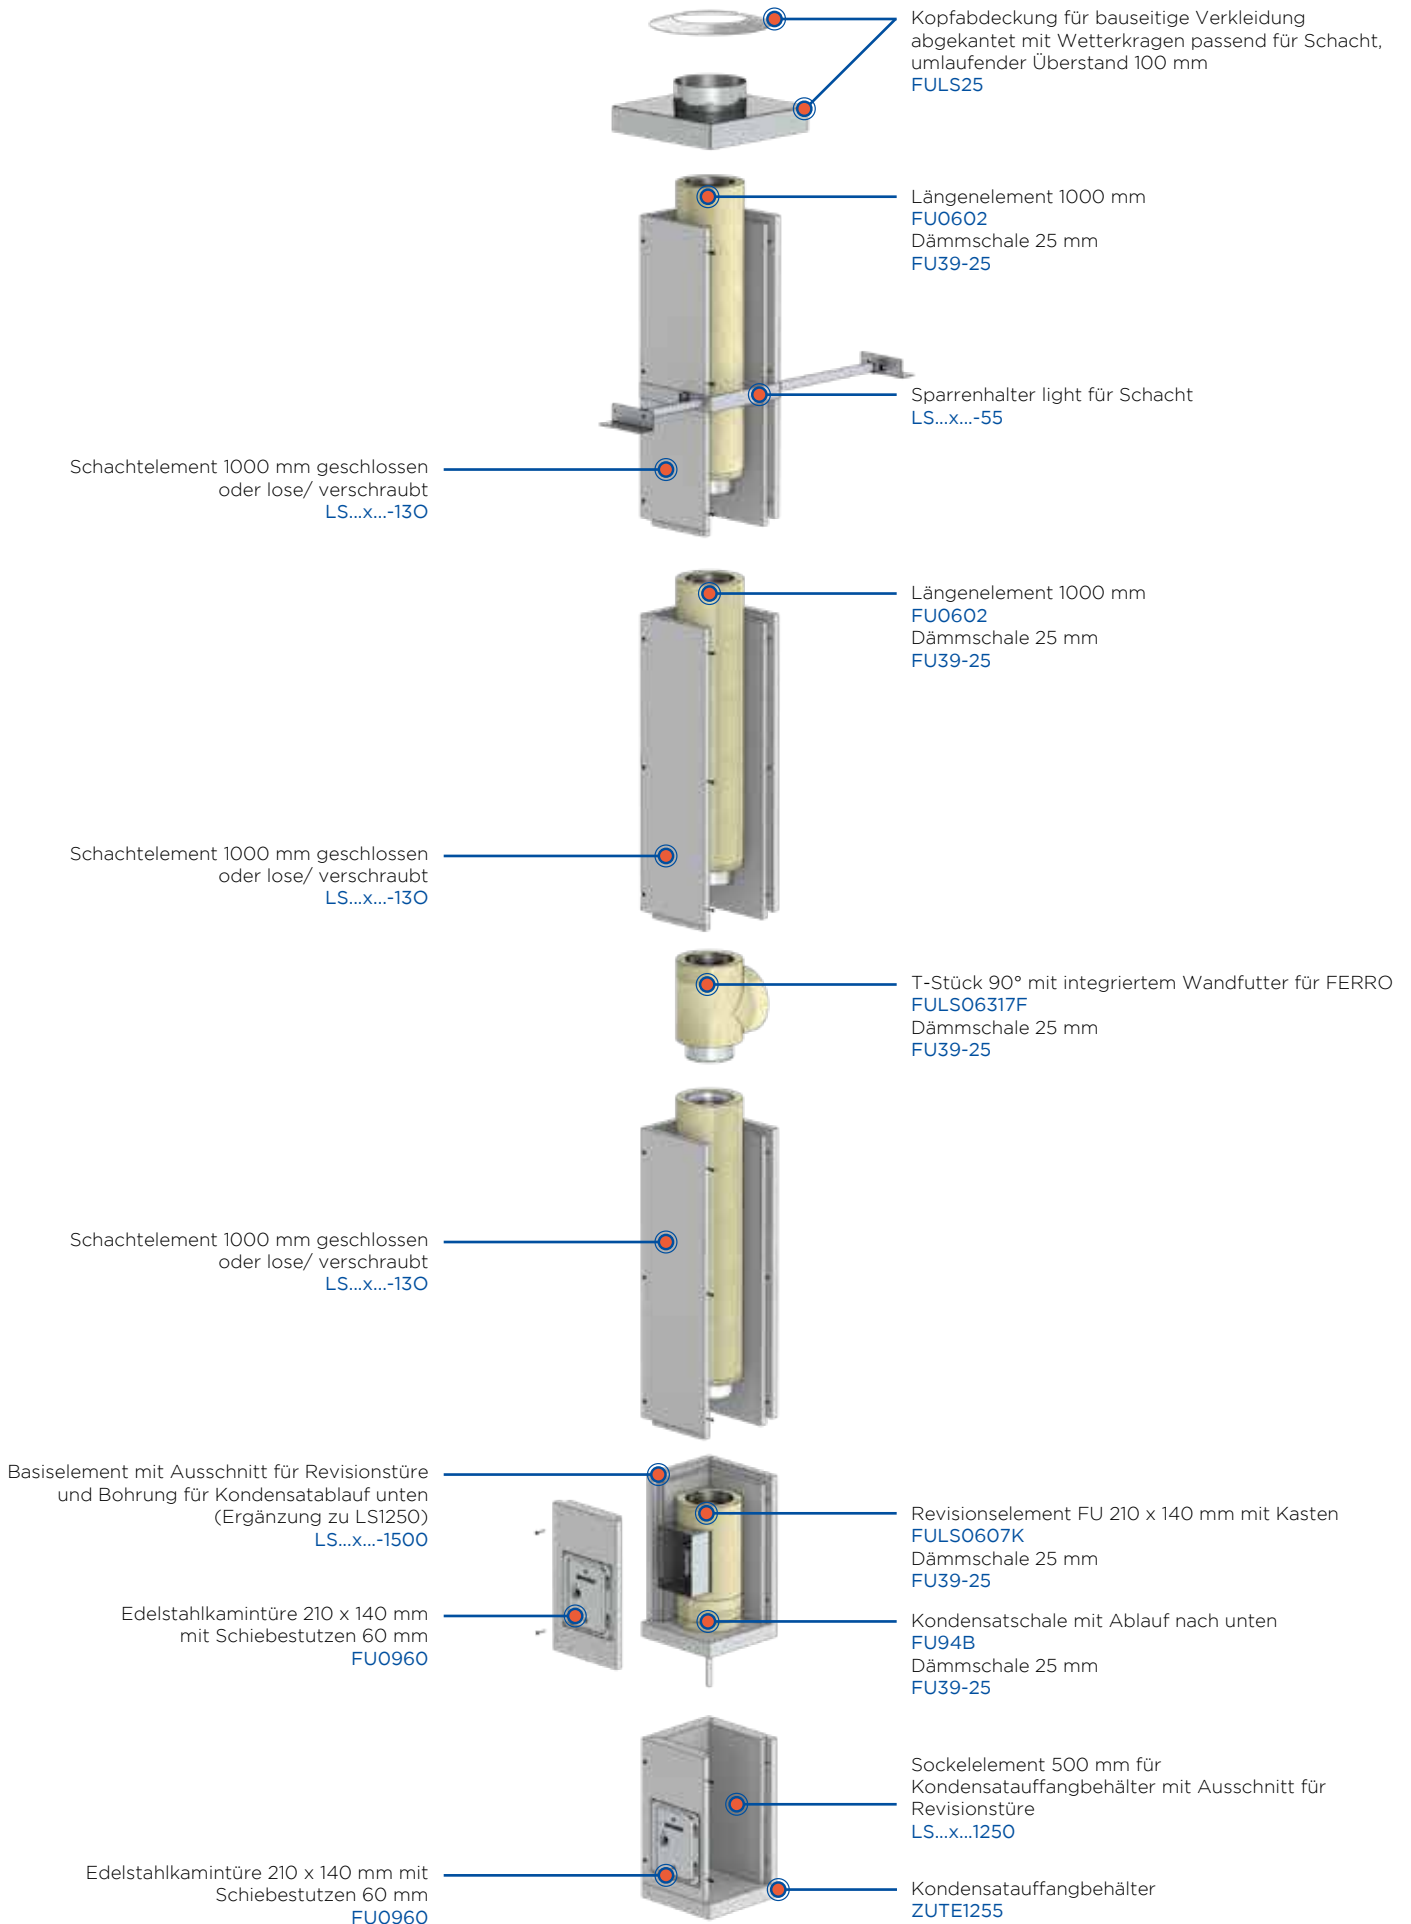 Kopfabdeckung für bauseitige Verkleidung
abgekantet mit Wetterkragen passend für Schacht,
umlaufender Überstand 100 mm
FULS25
Längenelement 1000 mm
FU0602
Dämmschale 25 mm
FU39-25
Sparrenhalter light für Schacht
LS...x...-55
Schachtelement 1000 mm geschlossen
oder lose/ verschraubt
LS...x...-13O
Längenelement 1000 mm
FU0602
Dämmschale 25 mm
FU39-25
Schachtelement 1000 mm geschlossen
oder lose/ verschraubt
LS...x...-13O
T-Stück 90° mit integriertem Wandfutter für FERRO
FULS06317F
Dämmschale 25 mm
FU39-25
Schachtelement 1000 mm geschlossen
oder lose/ verschraubt
LS...x...-13O
Basiselement mit Ausschnitt für Revisionstüre
und Bohrung für Kondensatablauf unten
(Ergänzung zu LS1250)
LS...x...-1500
Revisionselement FU 210 x 140 mm mit Kasten
FULS0607K
Dämmschale 25 mm
FU39-25
Edelstahlkamintüre 210 x 140 mm
mit Schiebestutzen 60 mm
FU0960
Kondensatschale mit Ablauf nach unten
FU94B
Dämmschale 25 mm
FU39-25
Sockelelement 500 mm für
Kondensatauffangbehälter mit Ausschnitt für
Revisionstüre
LS...x...1250
Edelstahlkamintüre 210 x 140 mm mit
Schiebestutzen 60 mm
FU0960
Kondensatauffangbehälter
ZUTE1255